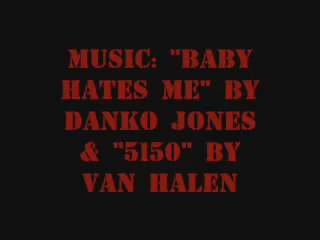 MUSIC: "BABY
HATES ME" BY
DANKO JONES
& "5150" BY
VAN HALEN